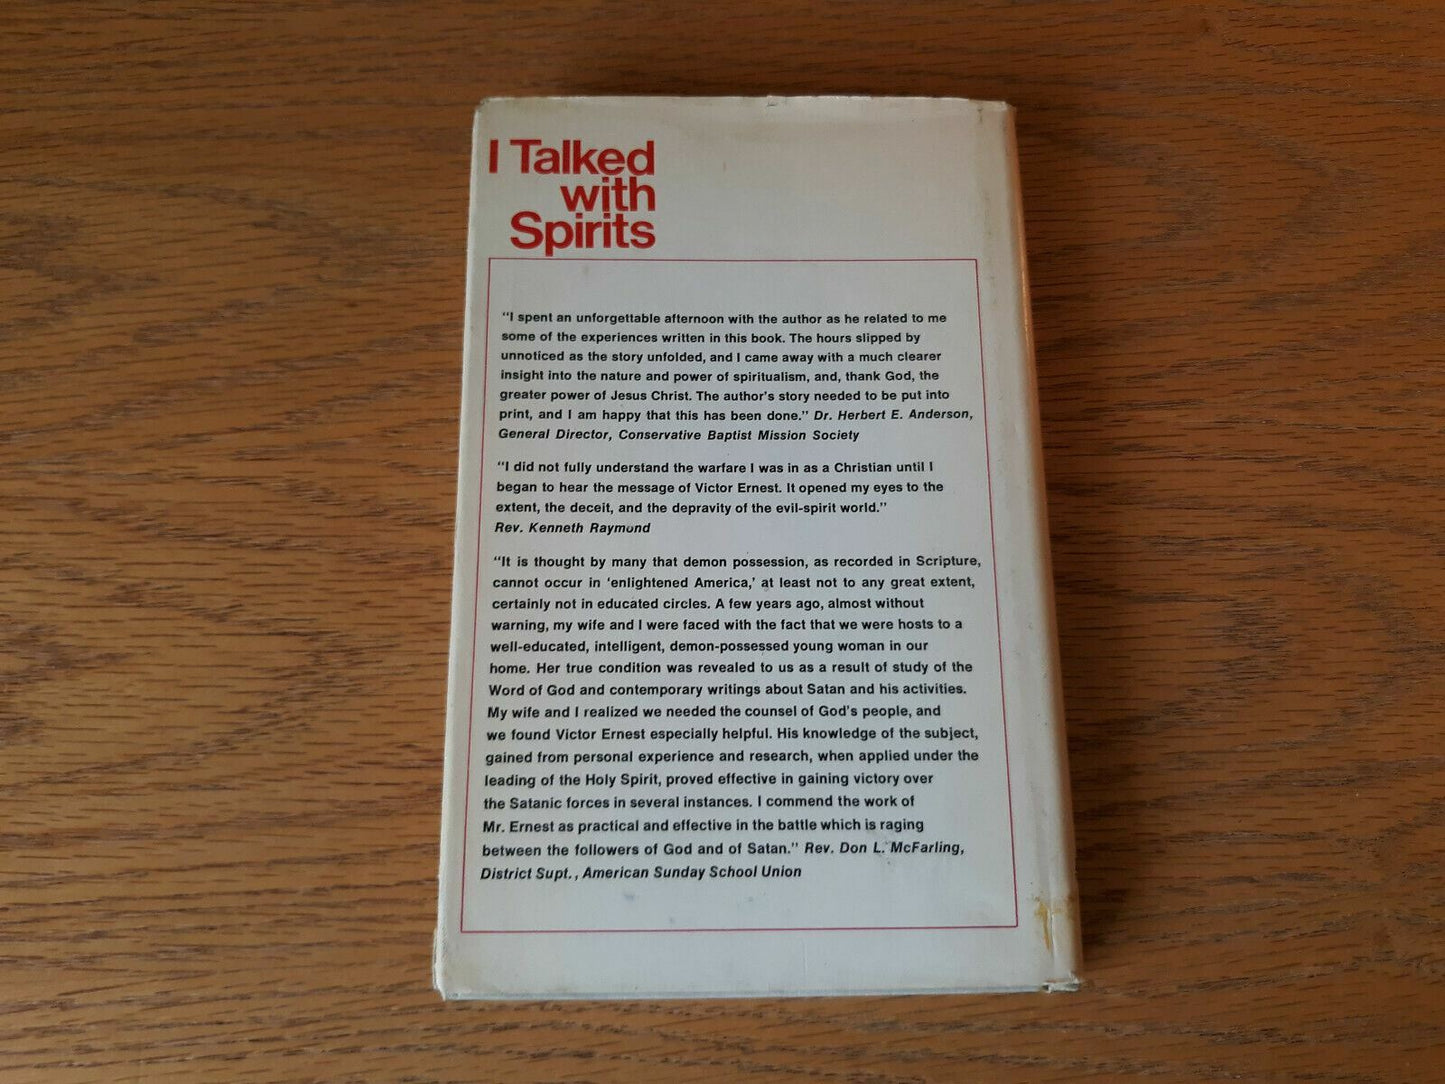 I Talked
with
Spirits
"I spent an unforgettable afternoon with the author as he related to me
some of the experiences written in this book. The hours slipped by
unnoticed as the story unfolded, and I came away with a much clearer
insight into the nature and power of spiritualism, and, thank God, the
greater power of Jesus Christ. The author's story needed to be put into
print, and I am happy that this has been done." Dr. Herbert E. Anderson,
General Director, Conservative Baptist Mission Society
"I did not fully understand the warfare I was in as a Christian until I
began to hear the message of Victor Ernest. It opened my eyes to the
extent, the deceit, and the depravity of the evil-spirit world."
Rev. Kenneth Raymond
"It is thought by many that demon possession, as recorded in Scripture,
cannot occur in 'enlightened America,' at least not to any great extent,
certainly not in educated circles. A few years ago, almost without
warning, my wife and I were faced with the fact that we were hosts to a
well-educated, intelligent, demon-possessed young woman in our
home. Her true condition was revealed to us as a result of study of the
Word of God and contemporary writings about Satan and his activities.
My wife and I realized we needed the counsel of God's people, and
we found Victor Ernest especially helpful. His knowledge of the subject,
gained from personal experience and research, when applied under the
leading of the Holy Spirit, proved effective in gaining victory over
the Satanic forces in several instances. I commend the work of
Mr. Ernest as practical and effective in the battle which is raging
between the followers of God and of Satan." Rev. Don L. McFarling,
District Supt., American Sunday School Union